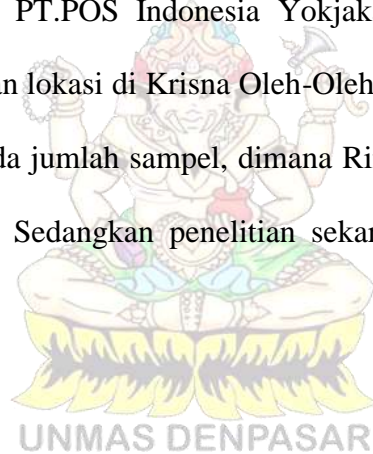 PT.POS Indonesia Yokjak
n lokasi di Krisna Oleh-Oleh
da jumlah sampel, dimana Ri
Sedangkan penelitian sekar
UNMAS DENPASAR